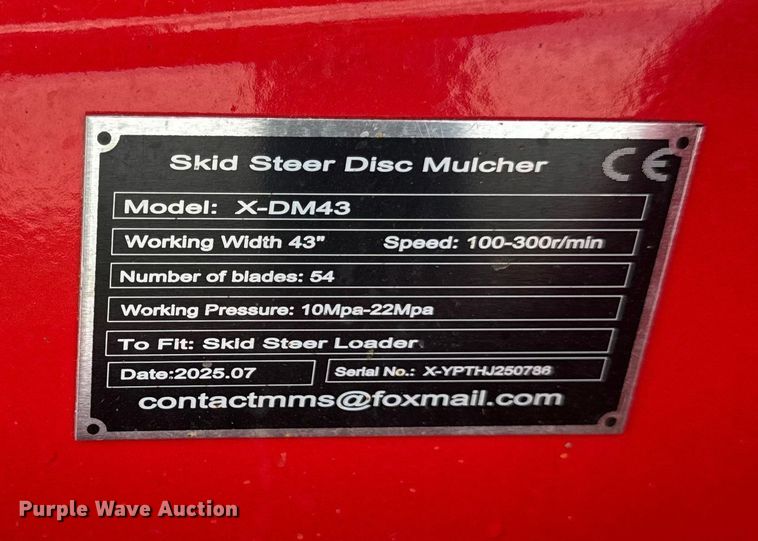 Skid Steer Disc Mulcher CE
Model: X-DM43
Working Width 43" Speed: 100-300r/min
Number of blades: 54
Working Pressure: 10Mpa-22Mpa
To Fit: Skid Steer Loader
Date:2025.07 Serial No.: X-YPTHJ250786
contactmms@foxmail.com
Purple Wave Auction